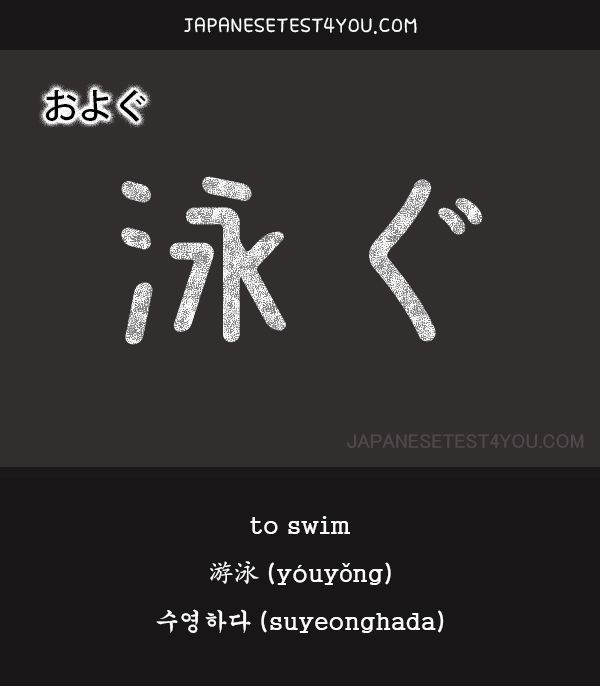 JAPANESETEST4YOU.COM
およぐ
泳ぐ
JAPANESETEST4YOU.COM
to swim
游泳 (yóuyǒng)
수영하다 (suyeonghada)